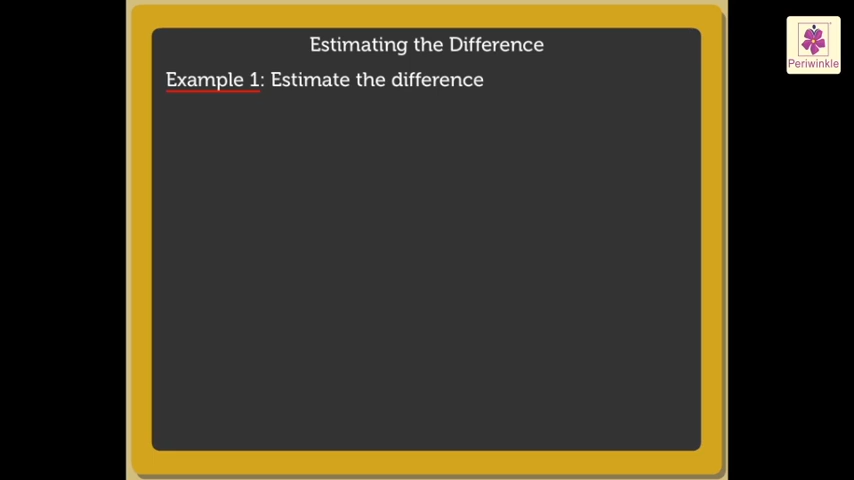 Estimating the Difference
Example 1: Estimate the difference
Periwinkle